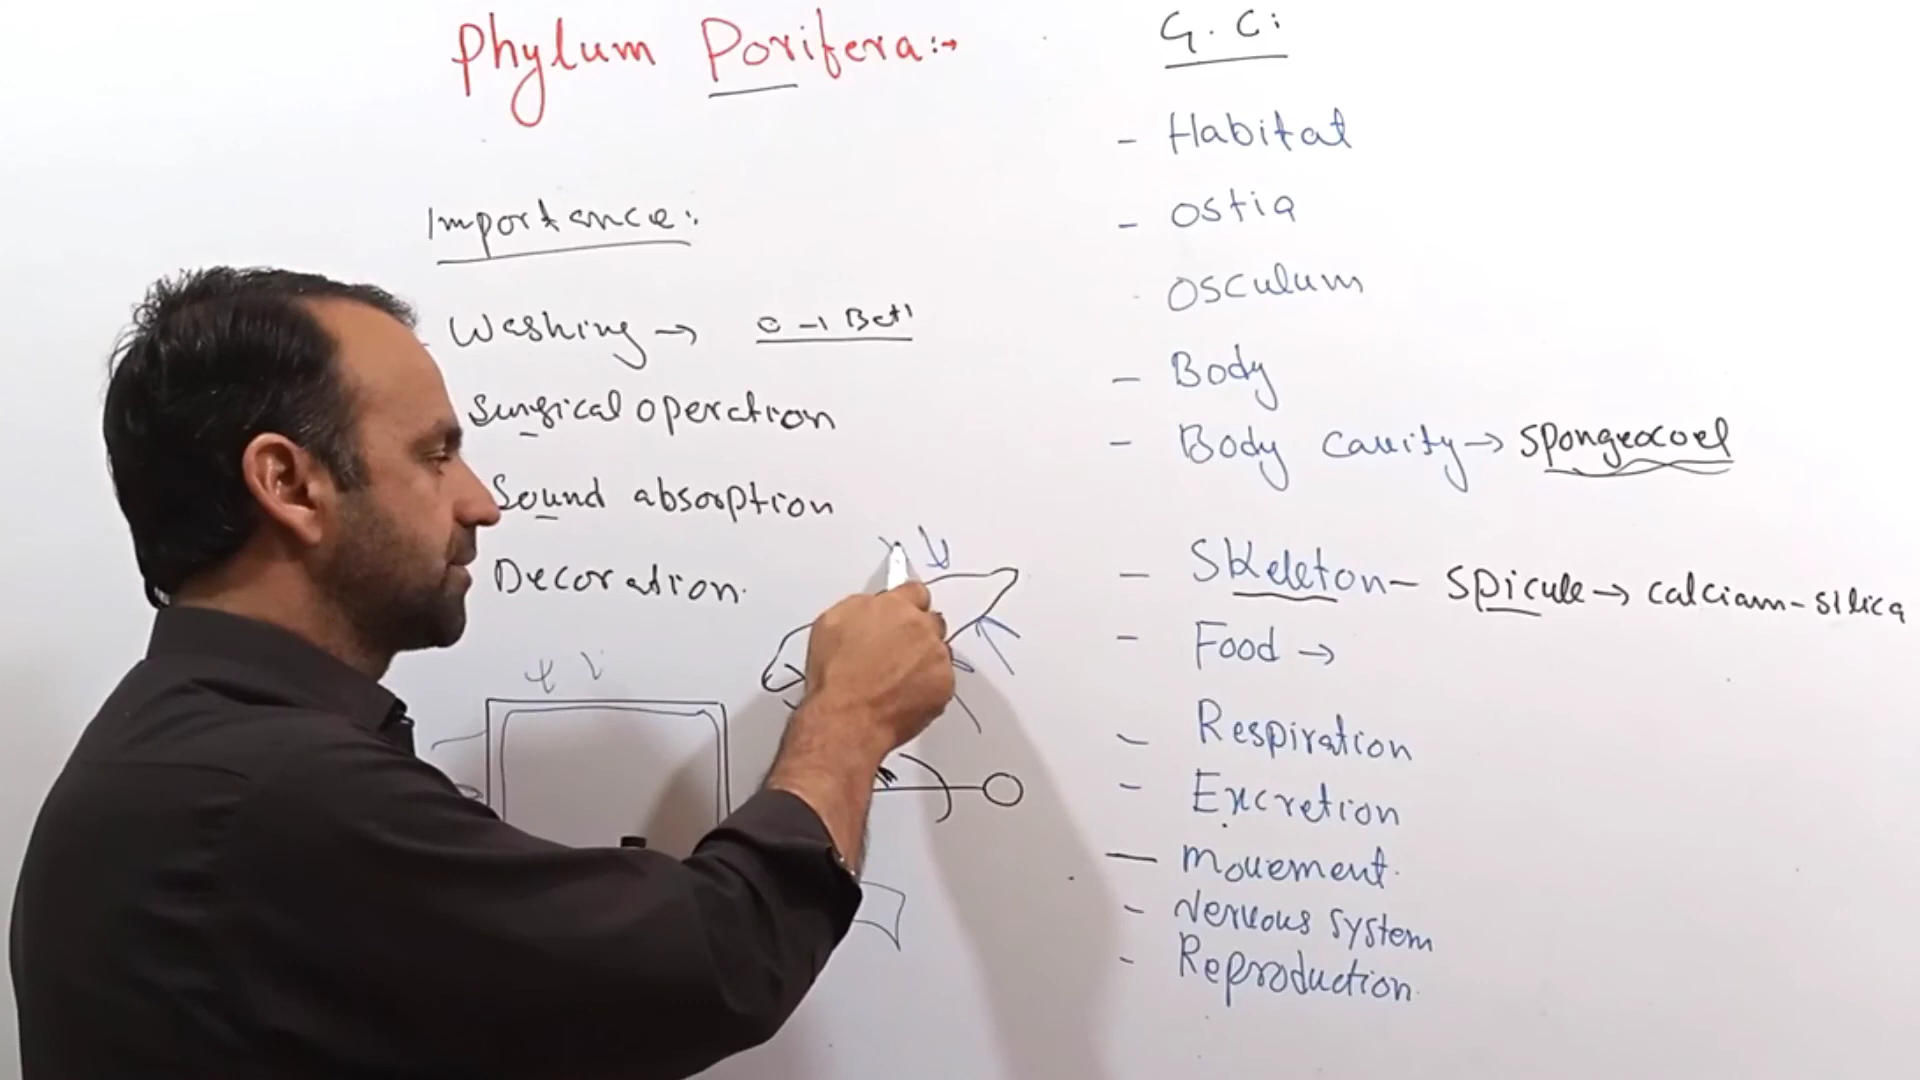 Phylum Porifera:→
Importance:
Washing → 
Surgical operation
Sound absorption
Decoration.
G.C:
- Habitat
- Ostia
Osculum
- Body
- Body cavity → Spongeocoel
- Skeleton - Spicule → calcium-silica
- Food →
- Respiration
- Excretion
- Movement.
- Nervous system
- Reproduction.